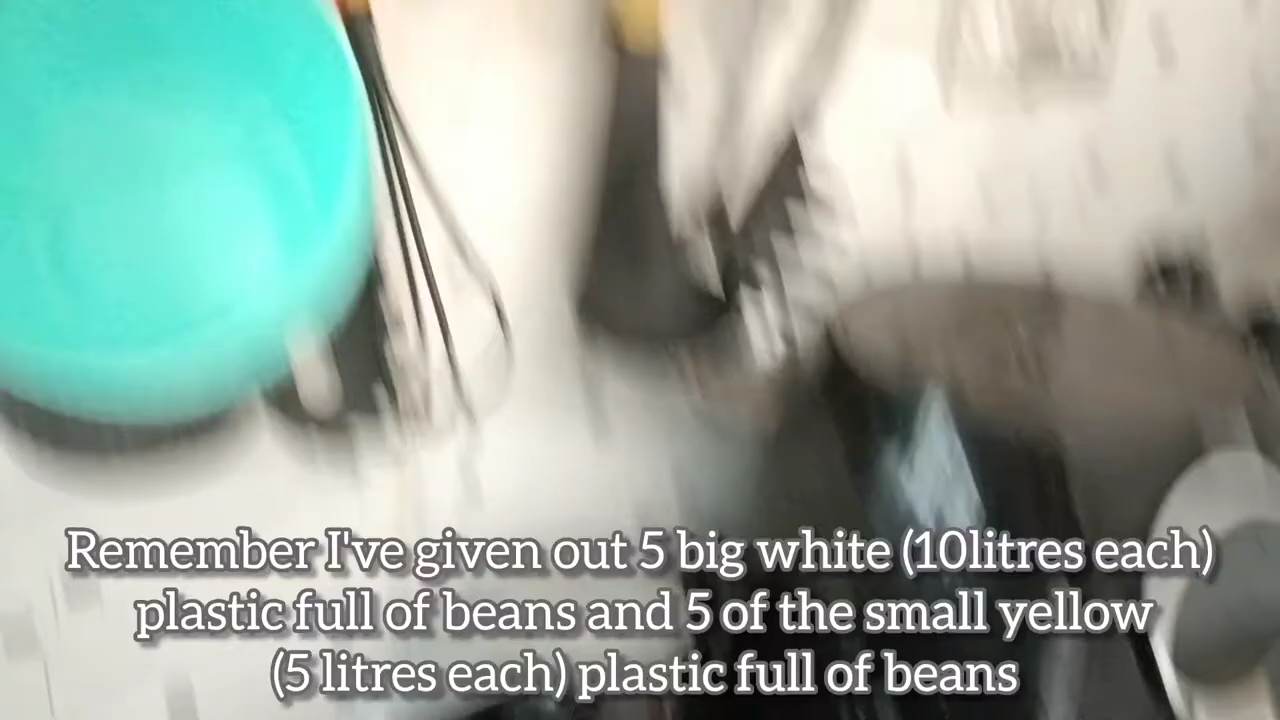 Remember I've given out 5 big white (10litres each)
plastic full of beans and 5 of the small yellow
(5 litres each) plastic full of beans